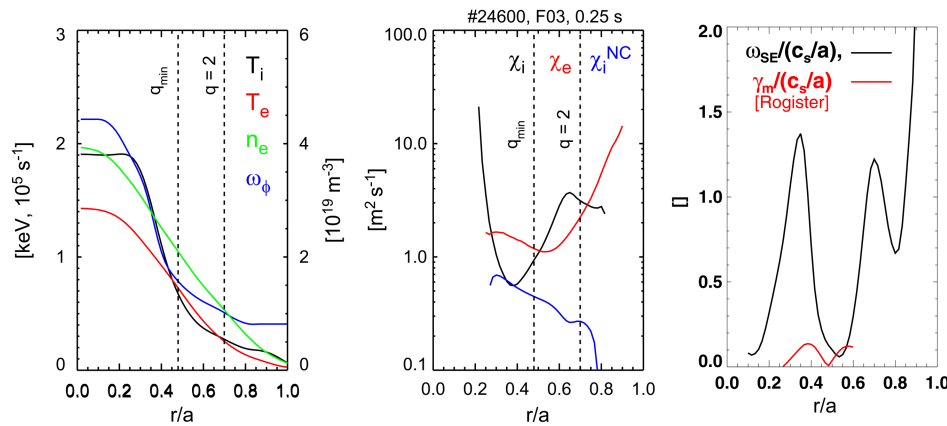 #24600, F03, 0.25 s
3
2
1
0
[keV, 10⁵ s⁻¹]
6
4
2
0
[10¹⁹ m⁻³]
q_min
q = 2
T_i
T_e
n_e
ω_ϕ
0.0 0.2 0.4 0.6 0.8 1.0
r/a
100.0
10.0
1.0
0.1
[m² s⁻¹]
χ_i χ_e χ_i^NC
q_min
q = 2
0.0 0.2 0.4 0.6 0.8 1.0
r/a
2.0
1.5
1.0
0.5
0.0
[]
ω_SE/(c_s/a),
γ_m/(c_s/a)
[Rogister]
0.0 0.2 0.4 0.6 0.8 1.0
r/a